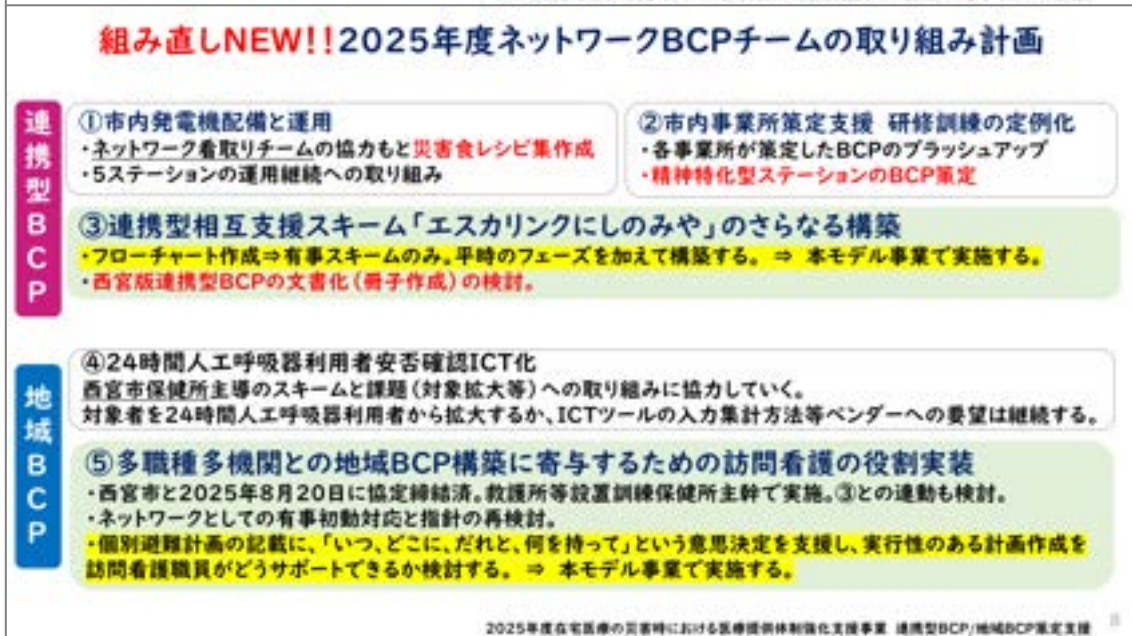 組み直しNEW!!2025年度ネットワークBCPチームの取り組み計画
連携型BCP
①市内発電機配備と運用
・ネットワーク看取りチームの協力もと災害食レシピ集作成
・5ステーションの運用継続への取り組み
②市内事業所策定支援 研修訓練の定例化
・各事業所が策定したBCPのブラッシュアップ
・精神特化型ステーションのBCP策定
③連携型相互支援スキーム「エスカリンクにしのみや」のさらなる構築
・フローチャート作成⇒有事スキームのみ。平時のフェーズを加えて構築する。 ⇒ 本モデル事業で実施する。
・西宮版連携型BCPの文書化(冊子作成)の検討。
地域BCP
④24時間人工呼吸器利用者安否確認ICT化
西宮市保健所主導のスキームと課題(対象拡大等)への取り組みに協力していく。
対象者を24時間人工呼吸器利用者から拡大するか、ICTツールの入力集計方法等ベンダーへの要望は継続する。
⑤多職種多機関との地域BCP構築に寄与するための訪問看護の役割実装
・西宮市と2025年8月20日に協定締結済。救護所等設置訓練保健所主幹で実施。③との連動も検討。
・ネットワークとしての有事初動対応と指針の再検討。
・個別避難計画の記載に、「いつ、どこに、だれと、何を持って」という意思決定を支援し、実行性のある計画作成を
訪問看護職員がどうサポートできるか検討する。 ⇒ 本モデル事業で実施する。
2025年度在宅医療の災害時における医療提供体制強化支援事業 連携型BCP/地域BCP策定支援
8